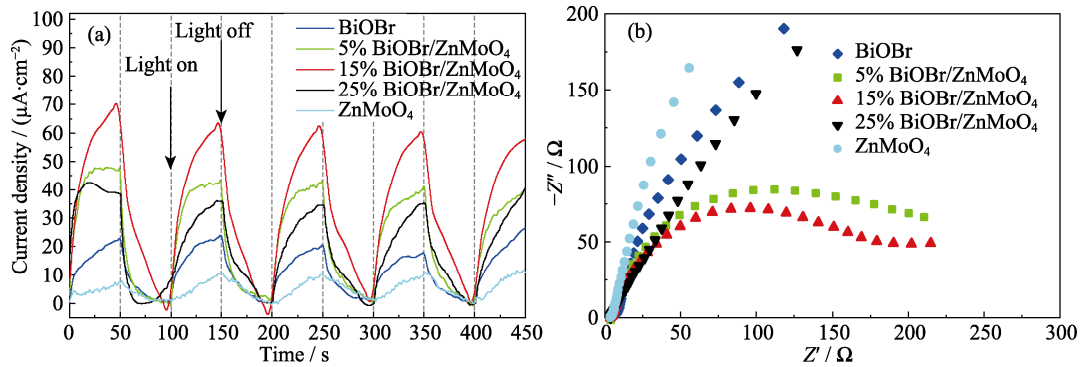 (a)
Light on
Light off
BiOBr
5% BiOBr/ZnMoO₄
15% BiOBr/ZnMoO₄
25% BiOBr/ZnMoO₄
ZnMoO₄
Current density / (μA·cm⁻²)
100
90
80
70
60
50
40
30
20
10
0
0 50 100 150 200 250 300 350 400 450
Time / s
(b)
BiOBr
5% BiOBr/ZnMoO₄
15% BiOBr/ZnMoO₄
25% BiOBr/ZnMoO₄
ZnMoO₄
−Z″ / Ω
−200
−150
−100
50
0
0 50 100 150 200 250 300
Z′ / Ω